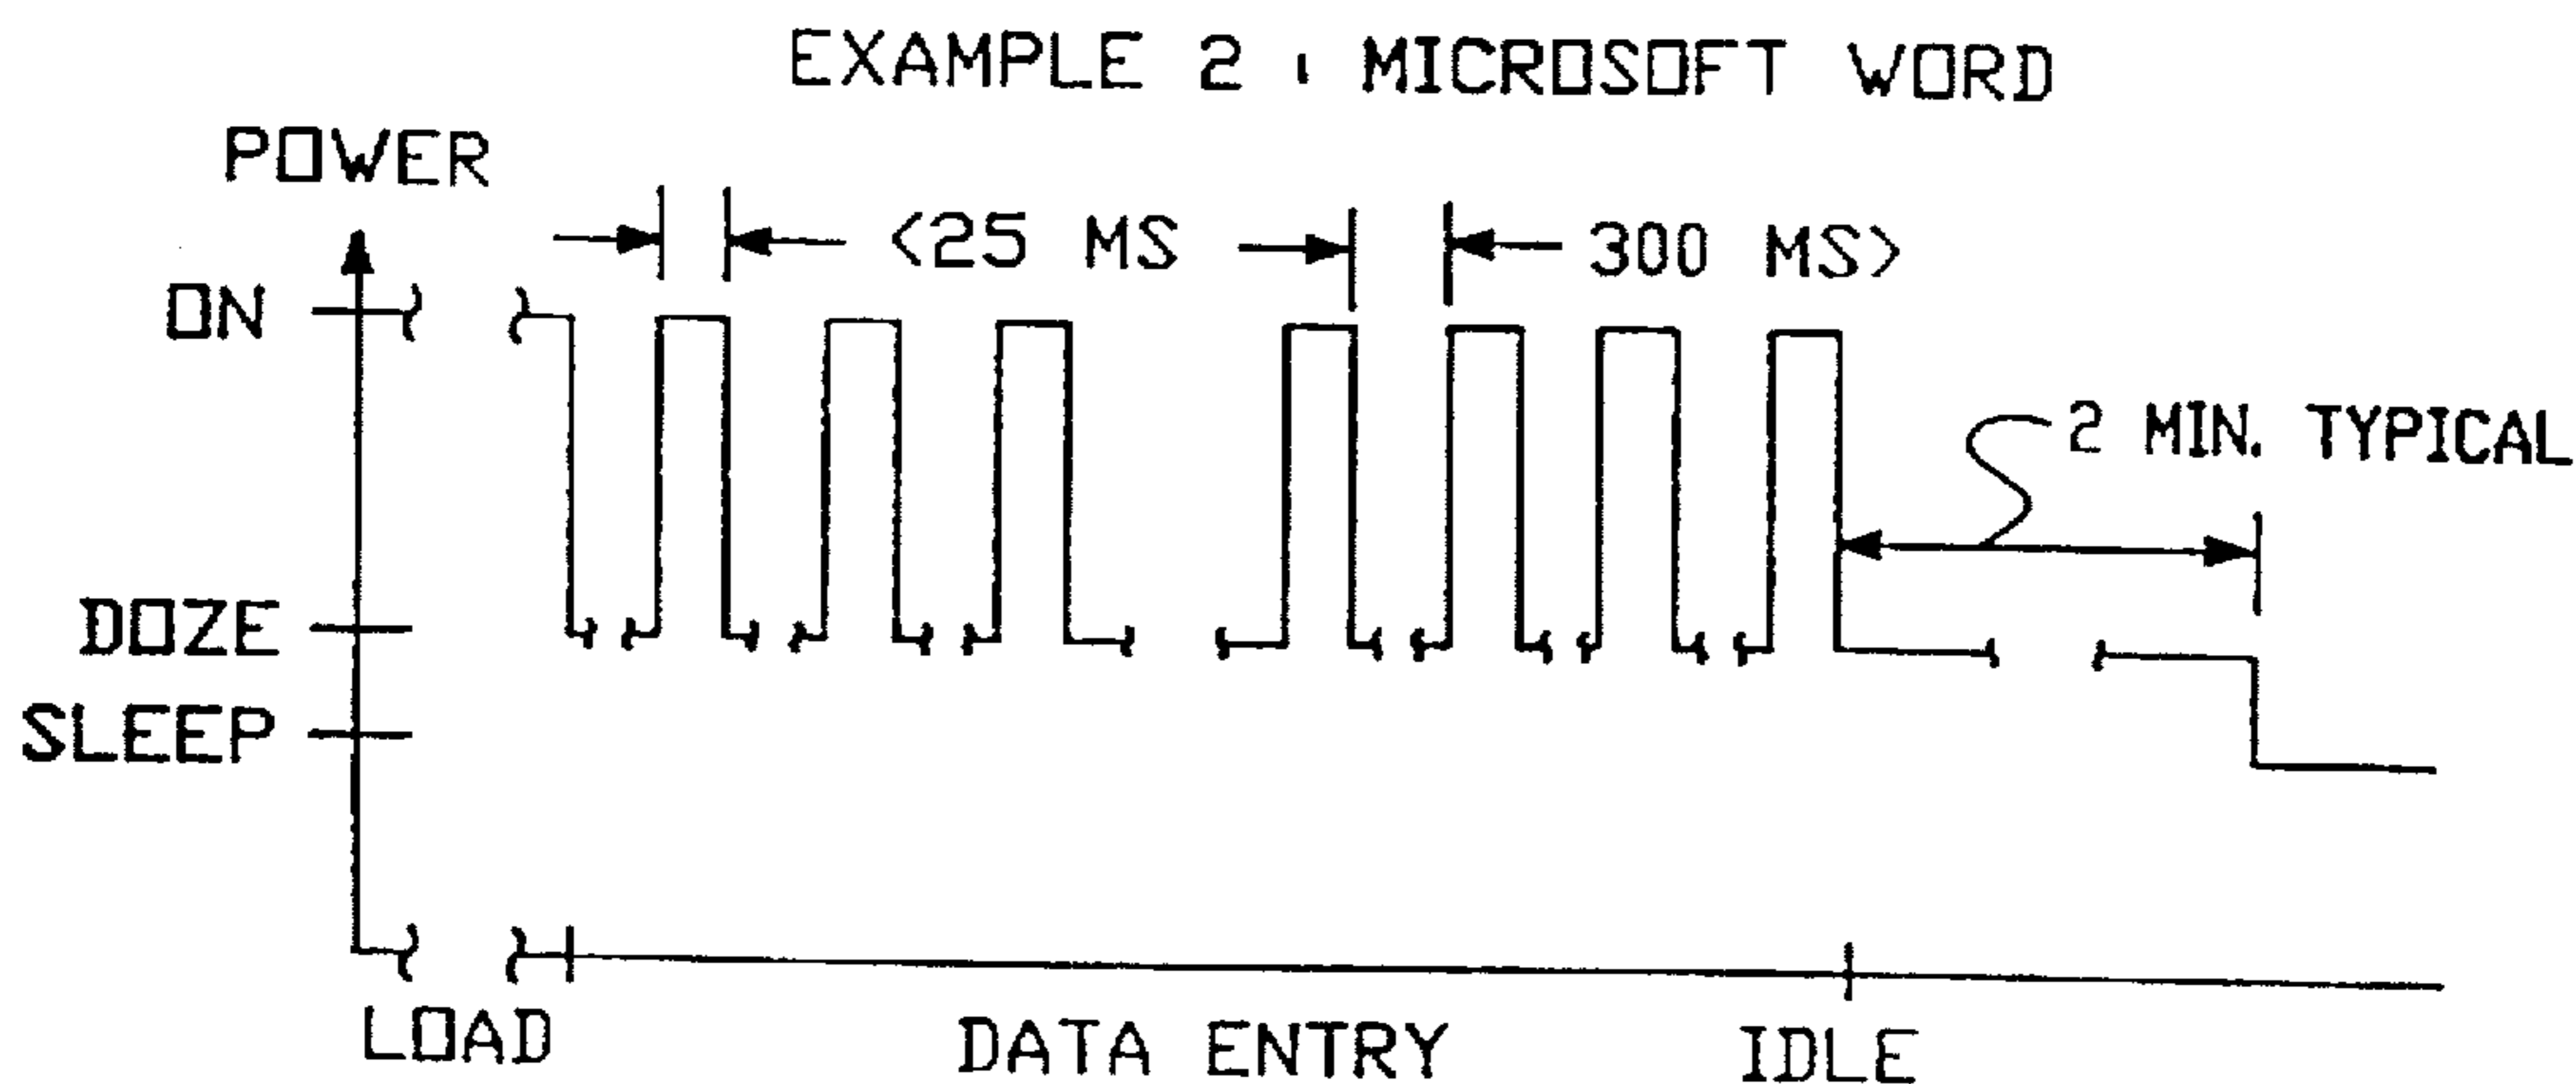 EXAMPLE 2 : MICROSOFT WORD
POWER
<25 MS
300 MS>
ON
2 MIN. TYPICAL
DOZE
SLEEP
LOAD
DATA ENTRY
IDLE